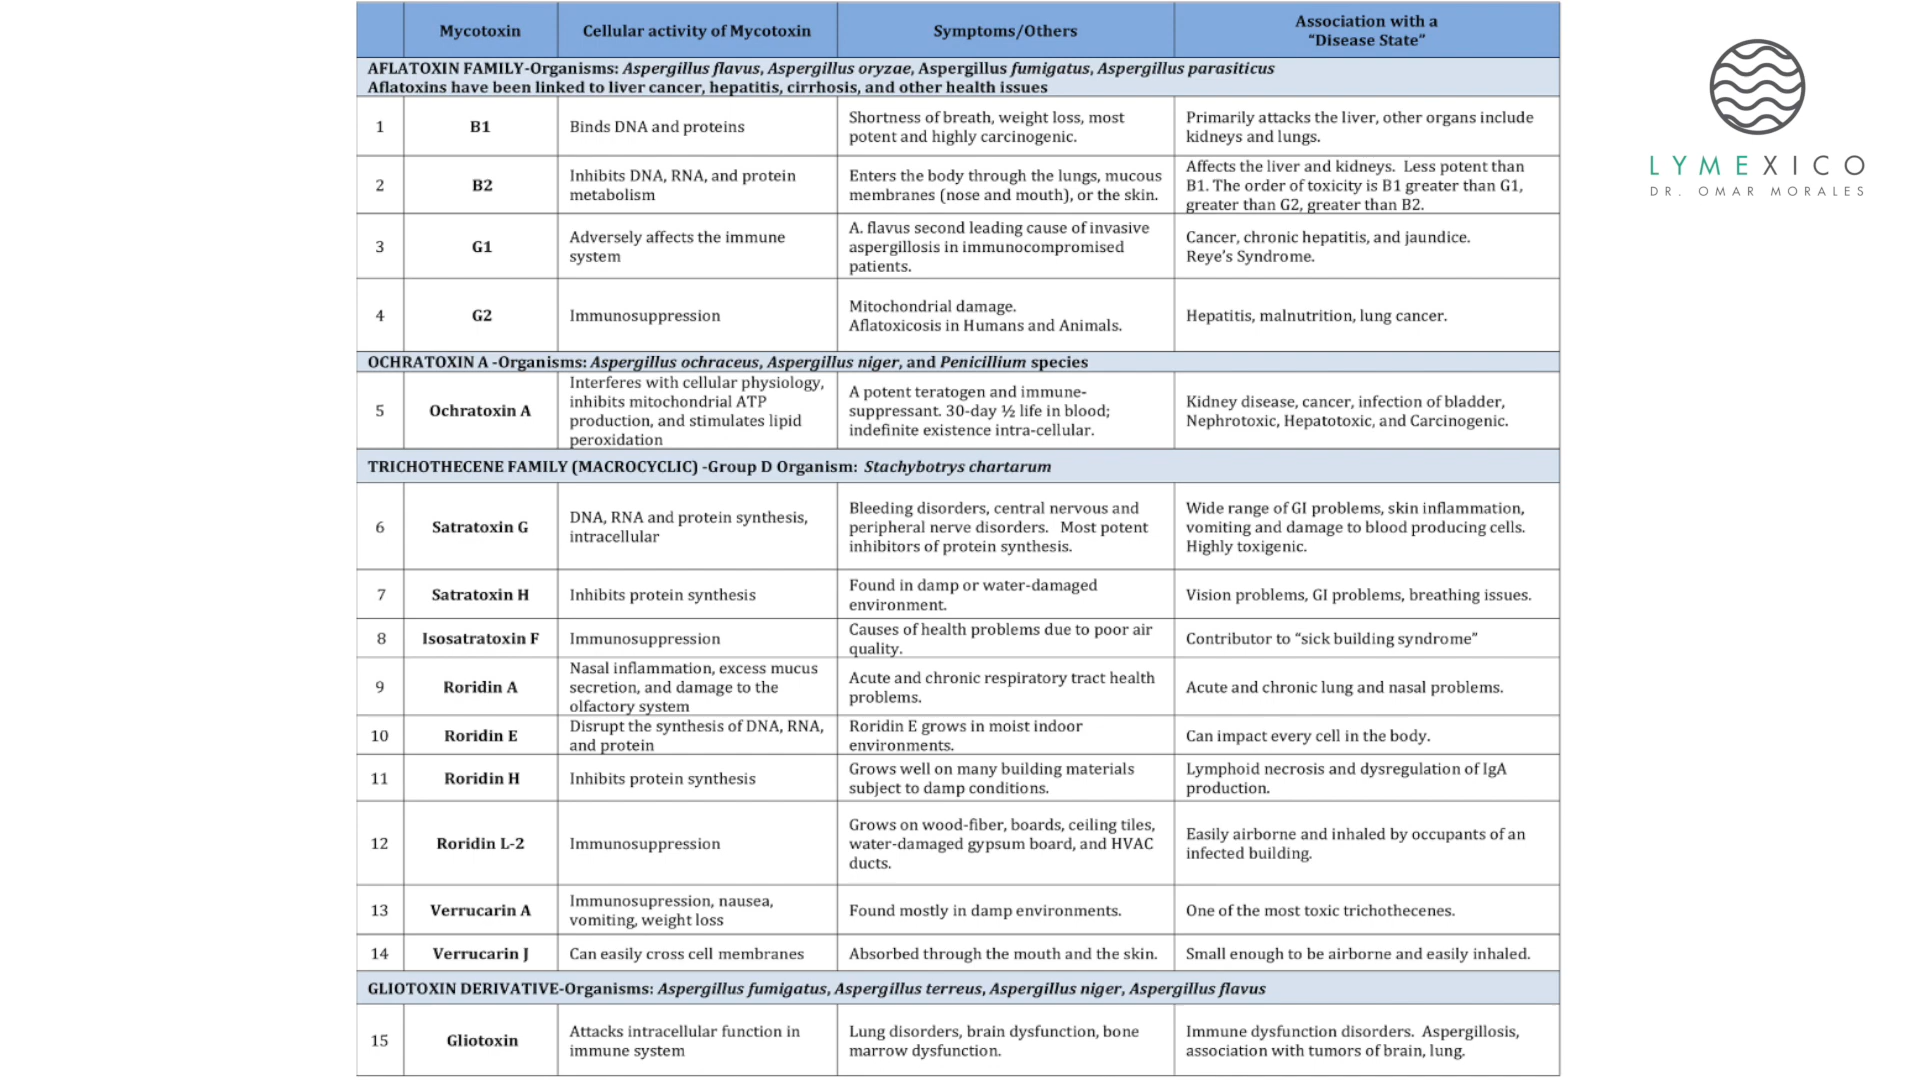 Mycotoxin
Cellular activity of Mycotoxin
Symptoms/Others
Association with a
“Disease State”
AFLATOXIN FAMILY-Organisms: Aspergillus flavus, Aspergillus oryzae, Aspergillus fumigatus, Aspergillus parasiticus
Aflatoxins have been linked to liver cancer, hepatitis, cirrhosis, and other health issues
1
B1
Binds DNA and proteins
Shortness of breath, weight loss, most
potent and highly carcinogenic.
Primarily attacks the liver, other organs include
kidneys and lungs.
2
B2
Inhibits DNA, RNA, and protein
metabolism
Enters the body through the lungs, mucous
membranes (nose and mouth), or the skin.
Affects the liver and kidneys. Less potent than
B1. The order of toxicity is B1 greater than G1,
greater than G2, greater than B2.
3
G1
Adversely affects the immune
system
A. flavus second leading cause of invasive
aspergillosis in immunocompromised
patients.
Cancer, chronic hepatitis, and jaundice.
Reye’s Syndrome.
4
G2
Immunosuppression
Mitochondrial damage.
Aflatoxicosis in Humans and Animals.
Hepatitis, malnutrition, lung cancer.
OCHRATOXIN A -Organisms: Aspergillus ochraceus, Aspergillus niger, and Penicillium species
5
Ochratoxin A
Interferes with cellular physiology,
inhibits mitochondrial ATP
production, and stimulates lipid
peroxidation
A potent teratogen and immune-
suppressant. 30-day ½ life in blood;
indefinite existence intra-cellular.
Kidney disease, cancer, infection of bladder,
Nephrotoxic, Hepatotoxic, and Carcinogenic.
TRICHOTHECENE FAMILY (MACROCYCLIC) -Group D Organism: Stachybotrys chartarum
6
Satratoxin G
DNA, RNA and protein synthesis,
intracellular
Bleeding disorders, central nervous and
peripheral nerve disorders. Most potent
inhibitors of protein synthesis.
Wide range of GI problems, skin inflammation,
vomiting and damage to blood producing cells.
Highly toxigenic.
7
Satratoxin H
Inhibits protein synthesis
Found in damp or water-damaged
environment.
Vision problems, GI problems, breathing issues.
8
Isosatratoxin F
Immunosuppression
Causes of health problems due to poor air
quality.
Contributor to “sick building syndrome”
9
Roridin A
Nasal inflammation, excess mucus
secretion, and damage to the
olfactory system
Acute and chronic respiratory tract health
problems.
Acute and chronic lung and nasal problems.
10
Roridin E
Disrupt the synthesis of DNA, RNA,
and protein
Roridin E grows in moist indoor
environments.
Can impact every cell in the body.
11
Roridin H
Inhibits protein synthesis
Grows well on many building materials
subject to damp conditions.
Lymphoid necrosis and dysregulation of IgA
production.
12
Roridin L-2
Immunosuppression
Grows on wood-fiber, boards, ceiling tiles,
water-damaged gypsum board, and HVAC
ducts.
Easily airborne and inhaled by occupants of an
infected building.
13
Verrucarin A
Immunosupression, nausea,
vomiting, weight loss
Found mostly in damp environments.
One of the most toxic trichothecenes.
14
Verrucarin J
Can easily cross cell membranes
Absorbed through the mouth and the skin.
Small enough to be airborne and easily inhaled.
GLIOTOXIN DERIVATIVE-Organisms: Aspergillus fumigatus, Aspergillus terreus, Aspergillus niger, Aspergillus flavus
15
Gliotoxin
Attacks intracellular function in
immune system
Lung disorders, brain dysfunction, bone
marrow dysfunction.
Immune dysfunction disorders. Aspergillosis,
association with tumors of brain, lung.
LYMEXICO
DR. OMAR MORALES